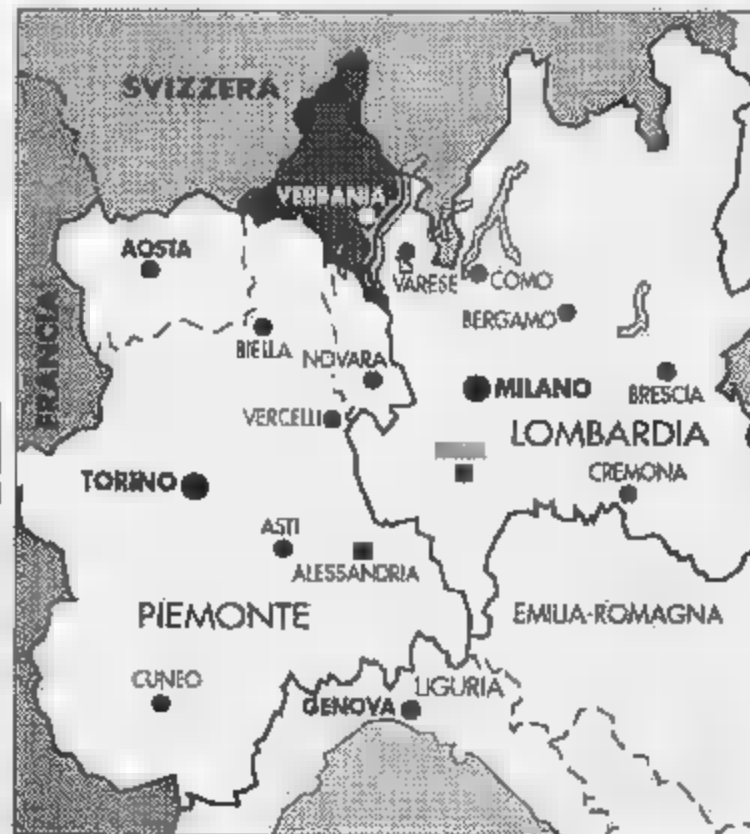 SVIZZERA
VERBANIA
AOSTA
VARESE
COMO
FRANCIA
BERGAMO
BIELLA
NOVARA
MILANO
BRESCIA
VERCELLI
LOMBARDIA
TORINO
CREMONA
ASTI
ALESSANDRIA
PIEMONTE
EMILIA-ROMAGNA
CUNEO
LIGURIA
GENOVA